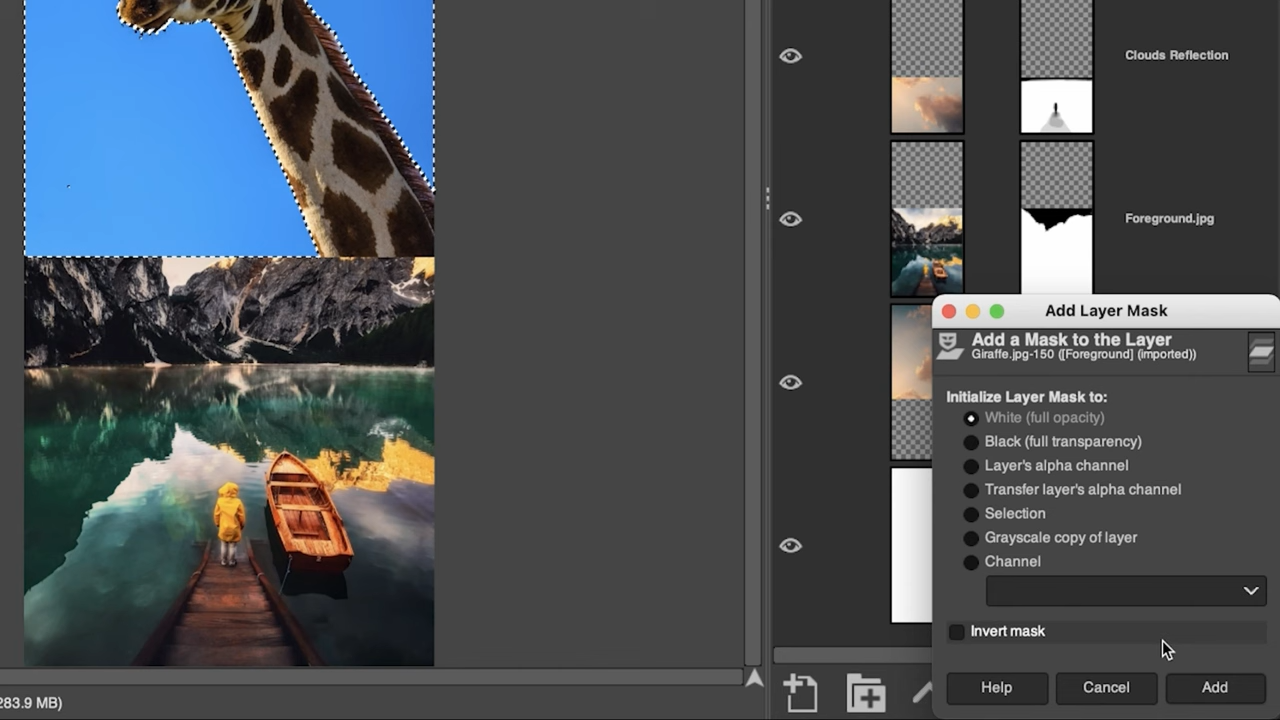 Clouds Reflection
Foreground.jpg
Add Layer Mask
Add a Mask to the Layer
Giraffe.jpg-150 ([Foreground] (imported))
Initialize Layer Mask to:
White (full opacity)
Black (full transparency)
Layer's alpha channel
Transfer layer's alpha channel
Selection
Grayscale copy of layer
Channel
Invert mask
Help
Cancel
Add
283.9 MB)